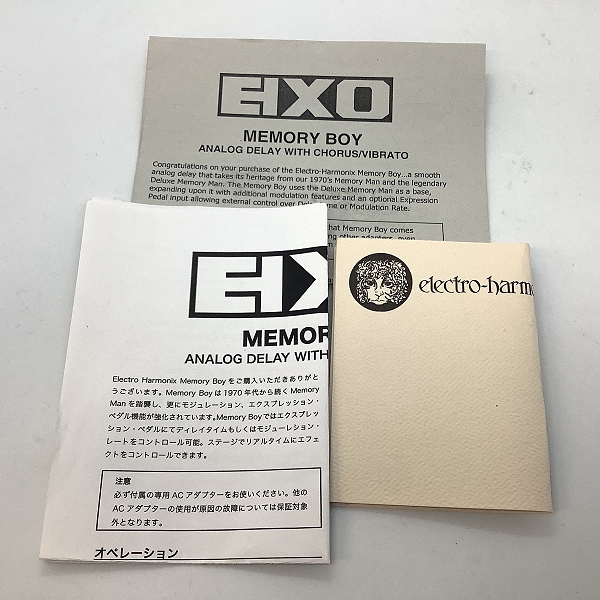 EHXO
MEMORY BOY
ANALOG DELAY WITH CHORUS/VIBRATO
Congratulations on your purchase of the Electro-Harmonix Memory Boy...a smooth
analog delay that takes its heritage from our 1970's Memory Man and the legendary
Deluxe Memory Man. The Memory Boy uses the Deluxe Memory Man as a base,
expanding upon it with additional modulation features and an optional Expression
Pedal input allowing external control over Delay Time or Modulation Rate.
that Memory Boy comes
other adapters, even
MEMOR
ANALOG DELAY WITH
Electro Harmonix Memory Boy をご購入いただきありがと
うございます。Memory Boyは1970年代から続く Memory
Man を踏襲し、更にモジュレーション、エクスプレッション・
ペダル機能が強化されています。Memory Boyではエクスプレッ
ション・ペダルにてディレイタイムもしくはモジューレション・
レートをコントロール可能。ステージでリアルタイムにエフェ
クトをコントロールできます。
注意
必ず付属の専用 AC アダプターをお使いください。他の
AC アダプターの使用が原因の故障については保証対象
外となります。
オペレーション
electro-harmo